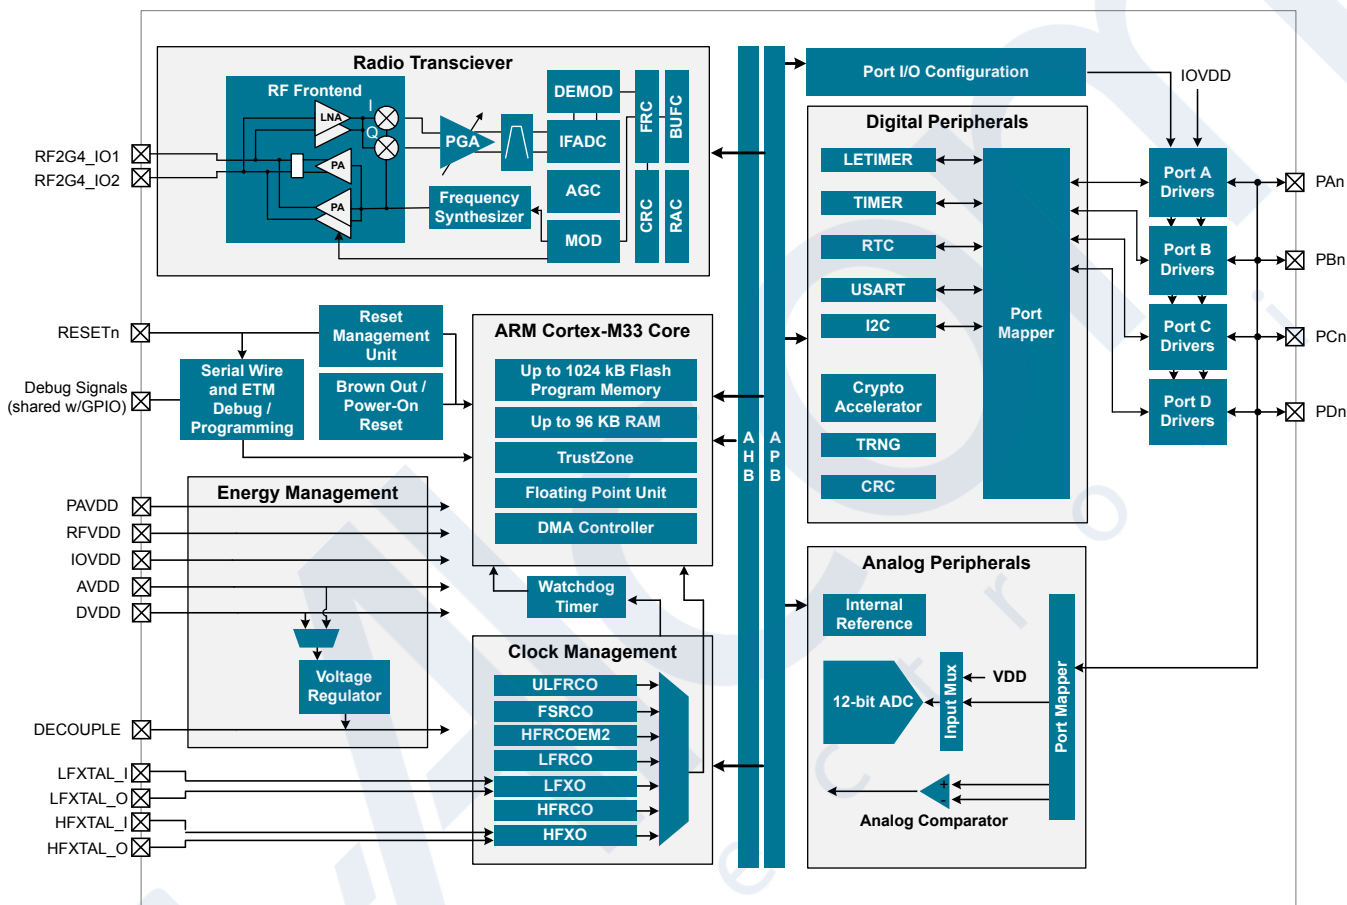 Radio Transciever
RF Frontend
LNA
I
Q
PA
PA
PGA
DEMOD
IFADC
AGC
MOD
Frequency
Synthesizer
FRC
BUFC
CRC
RAC
RF2G4_IO1
RF2G4_IO2
RESETn
Debug Signals
(shared w/GPIO)
Reset
Management
Unit
Serial Wire
and ETM
Debug /
Programming
Brown Out /
Power-On
Reset
ARM Cortex-M33 Core
Up to 1024 kB Flash
Program Memory
Up to 96 KB RAM
TrustZone
Floating Point Unit
DMA Controller
Energy Management
PAVDD
RFVDD
IOVDD
AVDD
DVDD
Voltage
Regulator
DECOUPLE
Watchdog
Timer
Clock Management
ULFRCO
FSRCO
HFRCOEM2
LFRCO
LFXO
HFRCO
HFXO
LFXTAL_I
LFXTAL_O
HFXTAL_I
HFXTAL_O
A
H
B
A
P
B
Port I/O Configuration
IOVDD
Digital Peripherals
LETIMER
TIMER
RTC
USART
I2C
Crypto
Accelerator
TRNG
CRC
Port
Mapper
Port A
Drivers
Port B
Drivers
Port C
Drivers
Port D
Drivers
PAn
PBn
PCn
PDn
Analog Peripherals
Internal
Reference
12-bit ADC
Input Mux
VDD
Port Mapper
+
-
Analog Comparator